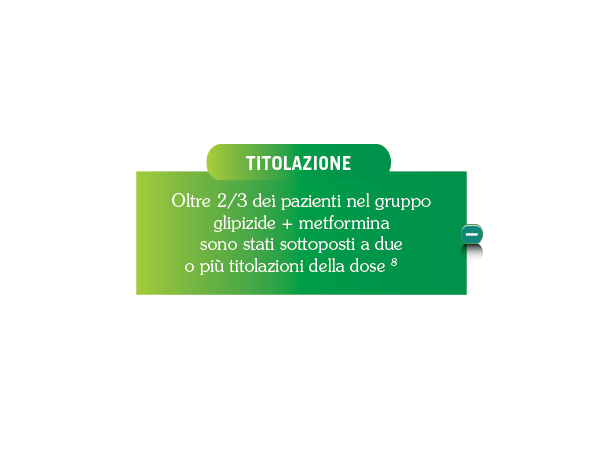 TITOLAZIONE
Oltre 2/3 dei pazienti nel gruppo
glipizide + metformina
sono stati sottoposti a due
o più titolazioni della dose ⁸